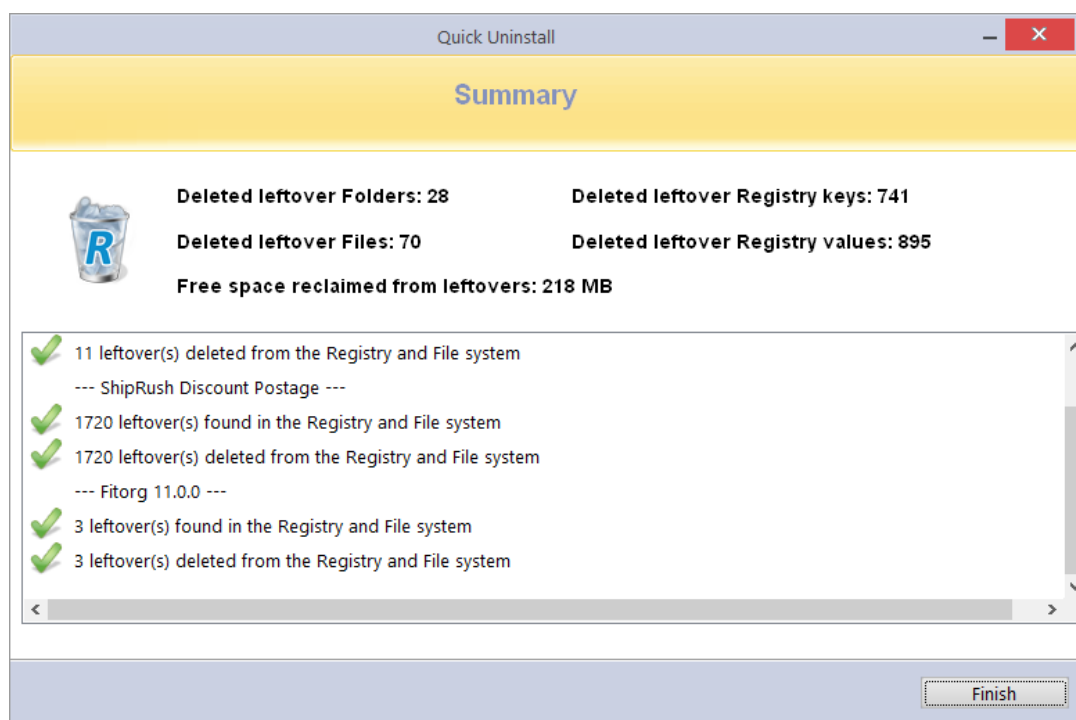 Quick Uninstall
Summary
Deleted leftover Folders: 28
Deleted leftover Registry keys: 741
Deleted leftover Files: 70
Deleted leftover Registry values: 895
Free space reclaimed from leftovers: 218 MB
R
11 leftover(s) deleted from the Registry and File system
--- ShipRush Discount Postage ---
1720 leftover(s) found in the Registry and File system
1720 leftover(s) deleted from the Registry and File system
--- Fitorg 11.0.0 ---
3 leftover(s) found in the Registry and File system
3 leftover(s) deleted from the Registry and File system
Finish